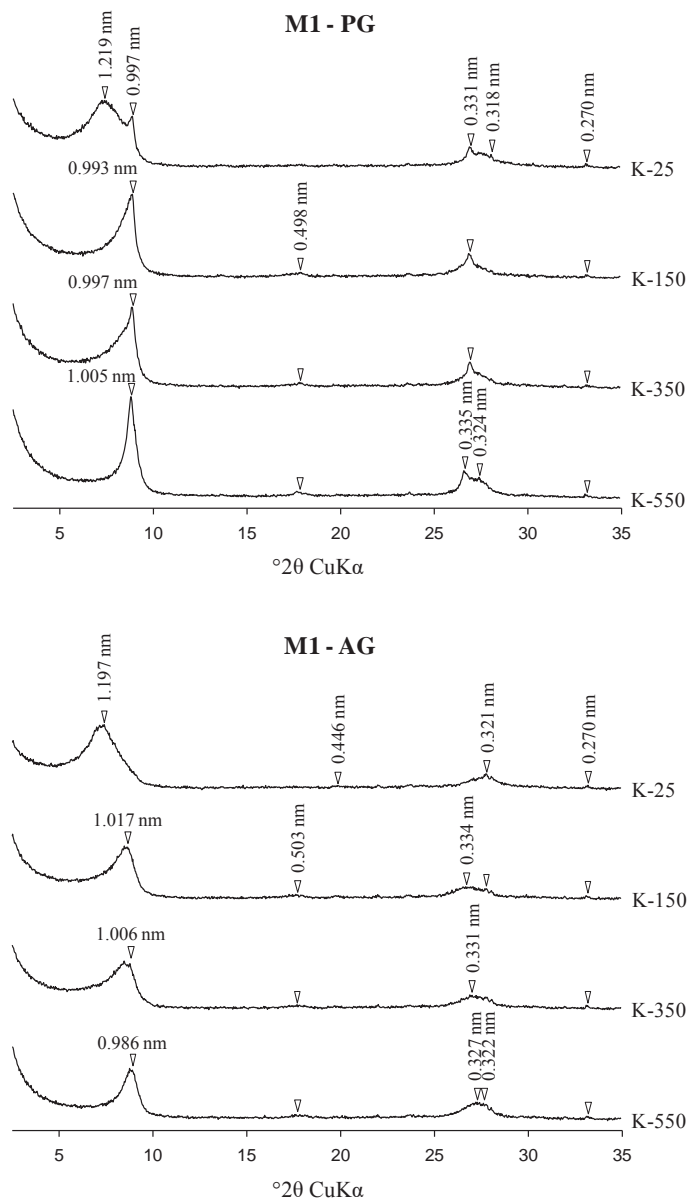 M1 - PG
1.219 nm
0.997 nm
0.331 nm
0.318 nm
0.270 nm
K-25
0.993 nm
0.498 nm
K-150
0.997 nm
K-350
1.005 nm
0.335 nm
0.324 nm
K-550
5 10 15 20 25 30 35
°2θ CuKα
M1 - AG
1.197 nm
0.446 nm
0.321 nm
0.270 nm
K-25
1.017 nm
0.503 nm
0.334 nm
K-150
1.006 nm
0.331 nm
K-350
0.986 nm
0.327 nm
0.322 nm
K-550
5 10 15 20 25 30 35
°2θ CuKα